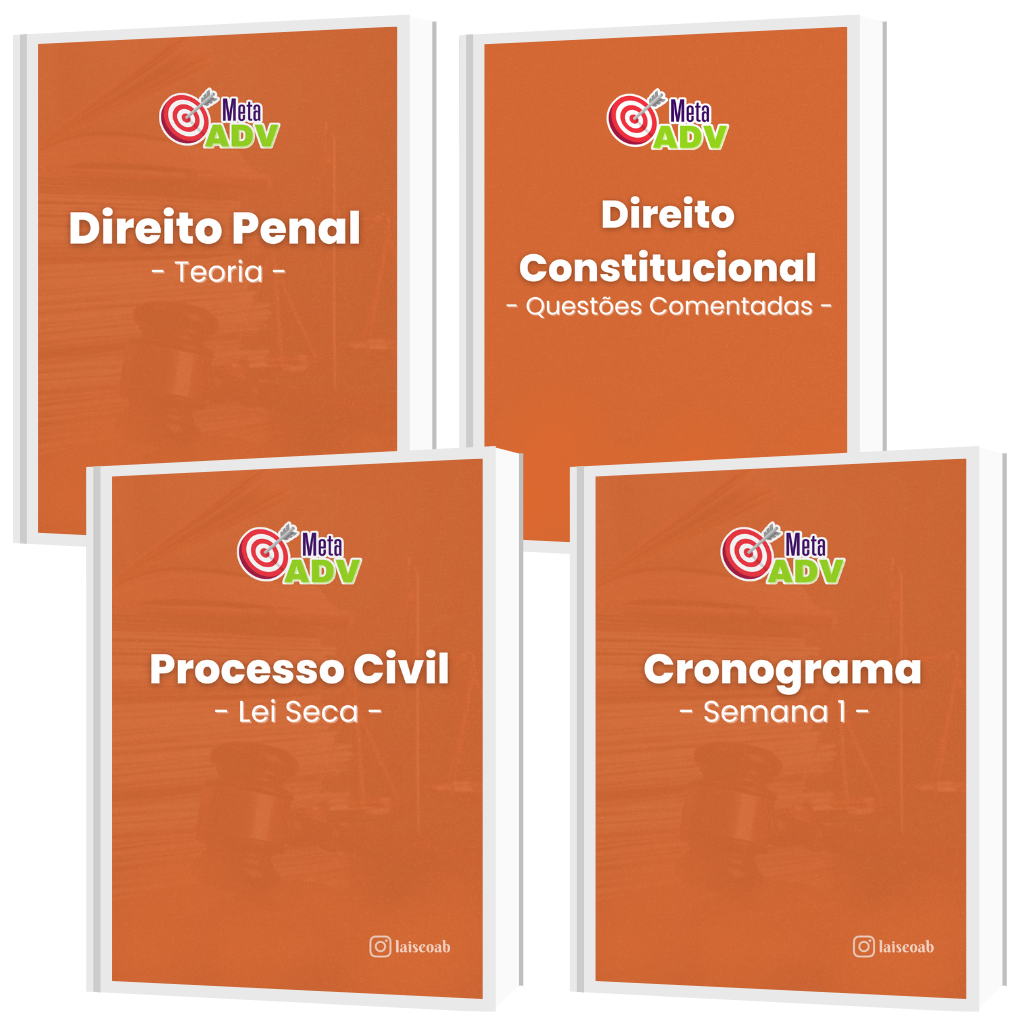 Meta
ADV
Direito Penal
- Teoria -
Meta
ADV
Direito
Constitucional
- Questões Comentadas -
Meta
ADV
Processo Civil
- Lei Seca -
laiscoab
Meta
ADV
Cronograma
- Semana 1 -
laiscoab